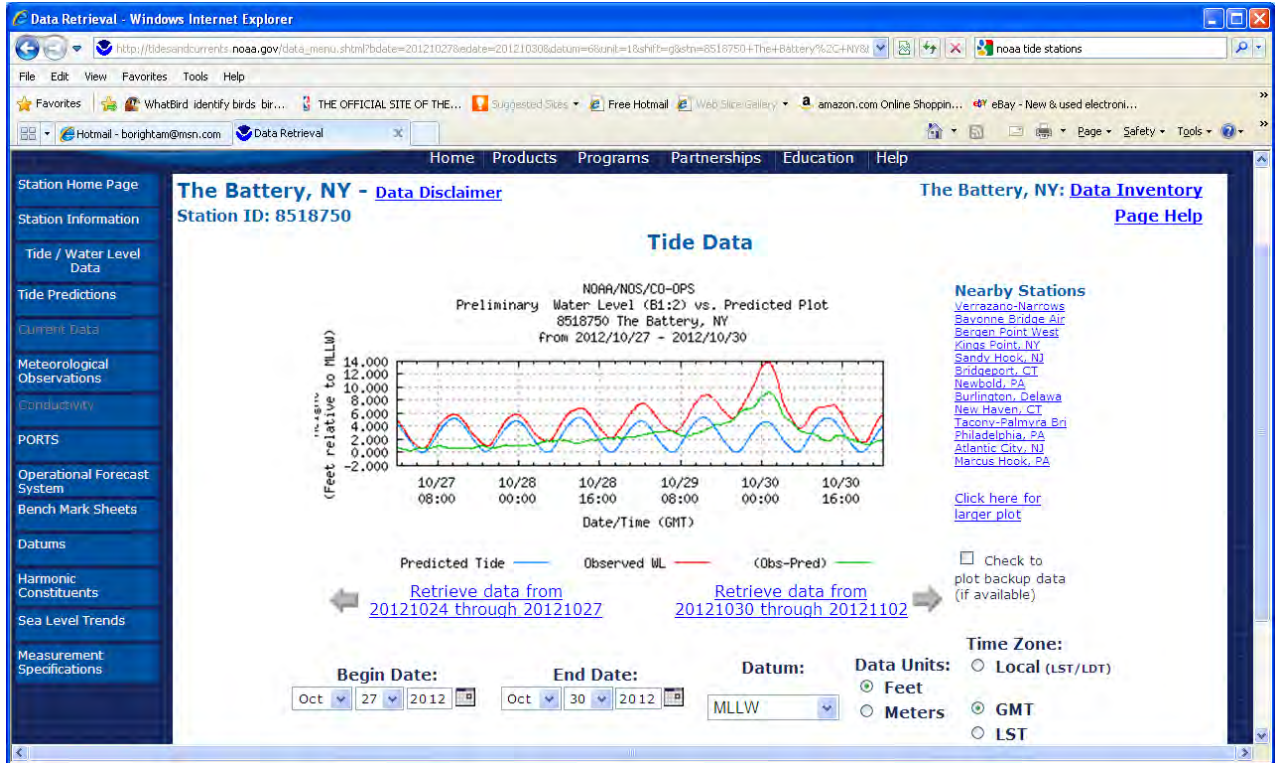 Data Retrieval - Windows Internet Explorer
http://tidesandcurrents.noaa.gov/data_menu.shtml?bdate=20121027&edate=20121030&datum=6&unit=1&shift=g&stn=8518750+The+Battery%2C+NY&
noaa tide stations
File Edit View Favorites Tools Help
Favorites WhatBird identify birds bir... THE OFFICIAL SITE OF THE... Suggested Sites Free Hotmail Web Slice Gallery amazon.com Online Shoppin... eBay - New & used electroni...
Hotmail - borightam@msn.com Data Retrieval Page Safety Tools
Home Products Programs Partnerships Education Help
Station Home Page
Station Information
Tide / Water Level
Data
Tide Predictions
Current Data
Meteorological
Observations
Conductivity
PORTS
Operational Forecast
System
Bench Mark Sheets
Datums
Harmonic
Constituents
Sea Level Trends
Measurement
Specifications
The Battery, NY - Data Disclaimer
Station ID: 8518750
The Battery, NY: Data Inventory
Page Help
Tide Data
NOAA/NOS/CO-OPS
Preliminary Water Level (B1:2) vs. Predicted Plot
8518750 The Battery, NY
from 2012/10/27 - 2012/10/30
(Feet relative to MLLW)
14.000
12.000
10.000
8.000
6.000
4.000
2.000
0.000
-2.000
10/27 10/28 10/28 10/29 10/30 10/30
08:00 00:00 16:00 08:00 00:00 16:00
Date/Time (GMT)
Predicted Tide Observed WL (Obs-Pred)
Retrieve data from
20121024 through 20121027
Retrieve data from
20121030 through 20121102
Nearby Stations
Verrazano-Narrows
Bayonne Bridge Air
Bergen Point West
Kings Point, NY
Sandy Hook, NJ
Bridgeport, CT
Newbold, PA
Burlington, Delawa
New Haven, CT
Tacony-Palmyra Bri
Philadelphia, PA
Atlantic City, NJ
Marcus Hook, PA
Click here for
larger plot
Check to
plot backup data
(if available)
Begin Date:
Oct 27 2012
End Date:
Oct 30 2012
Datum:
MLLW
Data Units:
Feet
Meters
Time Zone:
Local (LST/LDT)
GMT
LST